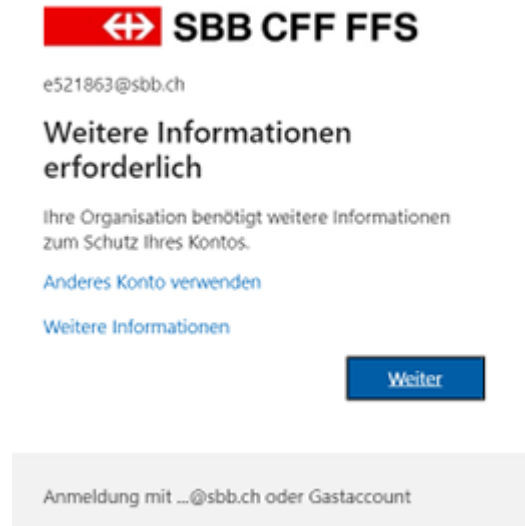 SBB CFF FFS
e521863@sbb.ch
Weitere Informationen
erforderlich
Ihre Organisation benötigt weitere Informationen
zum Schutz Ihres Kontos.
Anderes Konto verwenden
Weitere Informationen
Weiter
Anmeldung mit ...@sbb.ch oder Gastaccount